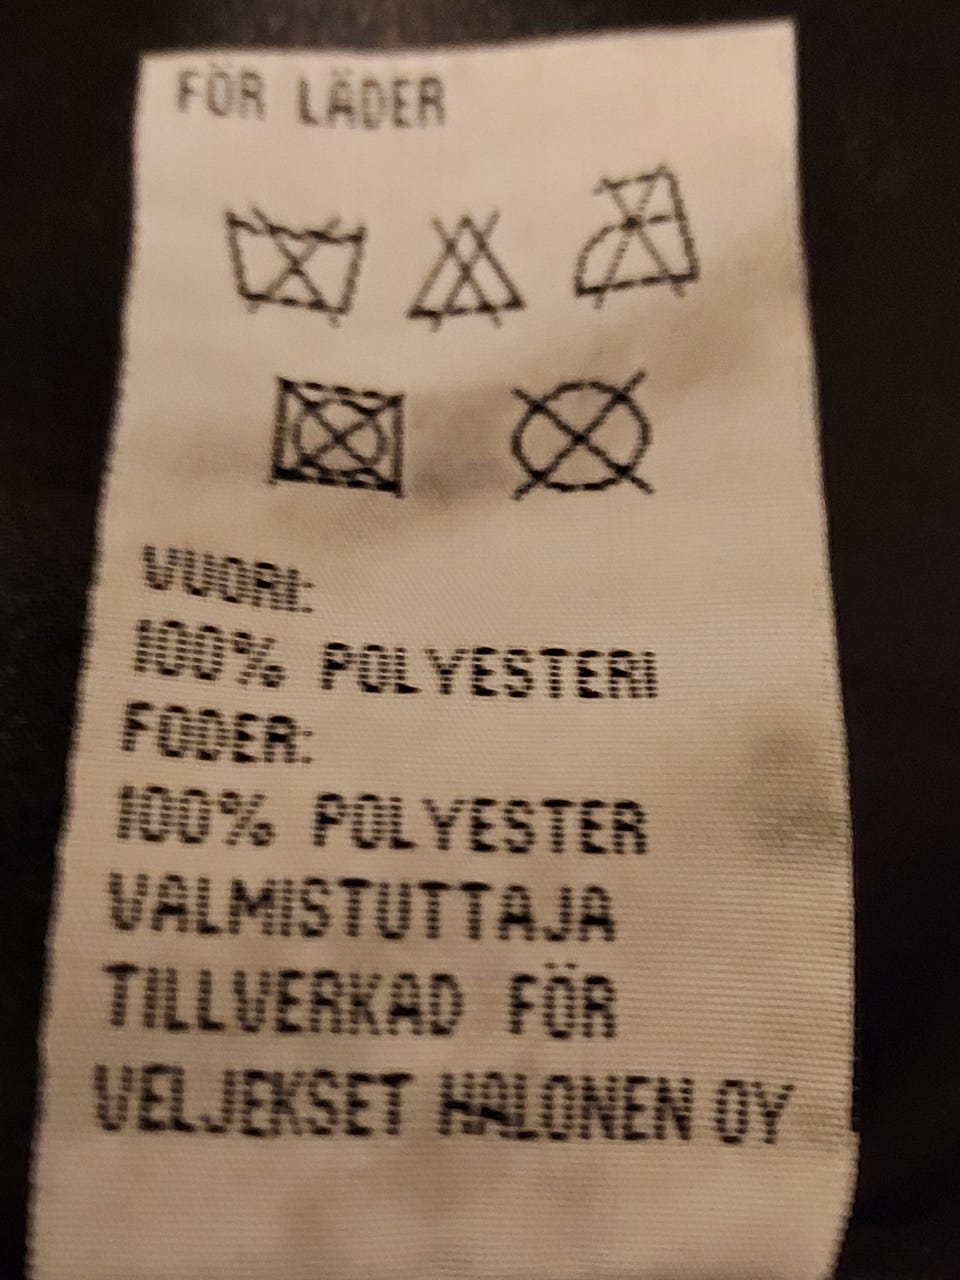 FÖR LÄDER
VUORI:
100% POLYESTERI
FODER:
100% POLYESTER
VALMISTUTTAJA
TILLVERKAD FÖR
VELJEKSET HALONEN OY